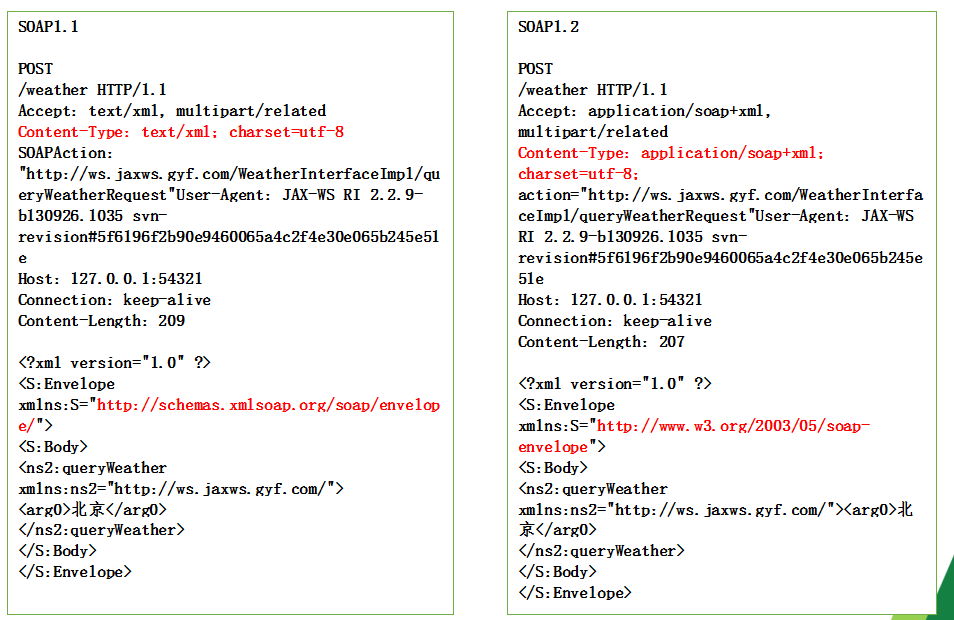 SOAP1.1
POST
/weather HTTP/1.1
Accept: text/xml, multipart/related
Content-Type: text/xml; charset=utf-8
SOAPAction:
"http://ws.jaxws.gyf.com/WeatherInterfaceImpl/qu
eryWeatherRequest"User-Agent: JAX-WS RI 2.2.9-
b130926.1035 svn-
revision#5f6196f2b90e9460065a4c2f4e30e065b245e51
e
Host: 127.0.0.1:54321
Connection: keep-alive
Content-Length: 209
<?xml version="1.0" ?>
<S:Envelope
xmlns:S="http://schemas.xmlsoap.org/soap/envelop
e/">
<S:Body>
<ns2:queryWeather
xmlns:ns2="http://ws.jaxws.gyf.com/">
<arg0>北京</arg0>
</ns2:queryWeather>
</S:Body>
</S:Envelope>
SOAP1.2
POST
/weather HTTP/1.1
Accept: application/soap+xml,
multipart/related
Content-Type: application/soap+xml;
charset=utf-8;
action="http://ws.jaxws.gyf.com/WeatherInterfa
ceImpl/queryWeatherRequest"User-Agent: JAX-WS
RI 2.2.9-b130926.1035 svn-
revision#5f6196f2b90e9460065a4c2f4e30e065b245e
51e
Host: 127.0.0.1:54321
Connection: keep-alive
Content-Length: 207
<?xml version="1.0" ?>
<S:Envelope
xmlns:S="http://www.w3.org/2003/05/soap-
envelope">
<S:Body>
<ns2:queryWeather
xmlns:ns2="http://ws.jaxws.gyf.com/"><arg0>北
京</arg0>
</ns2:queryWeather>
</S:Body>
</S:Envelope>